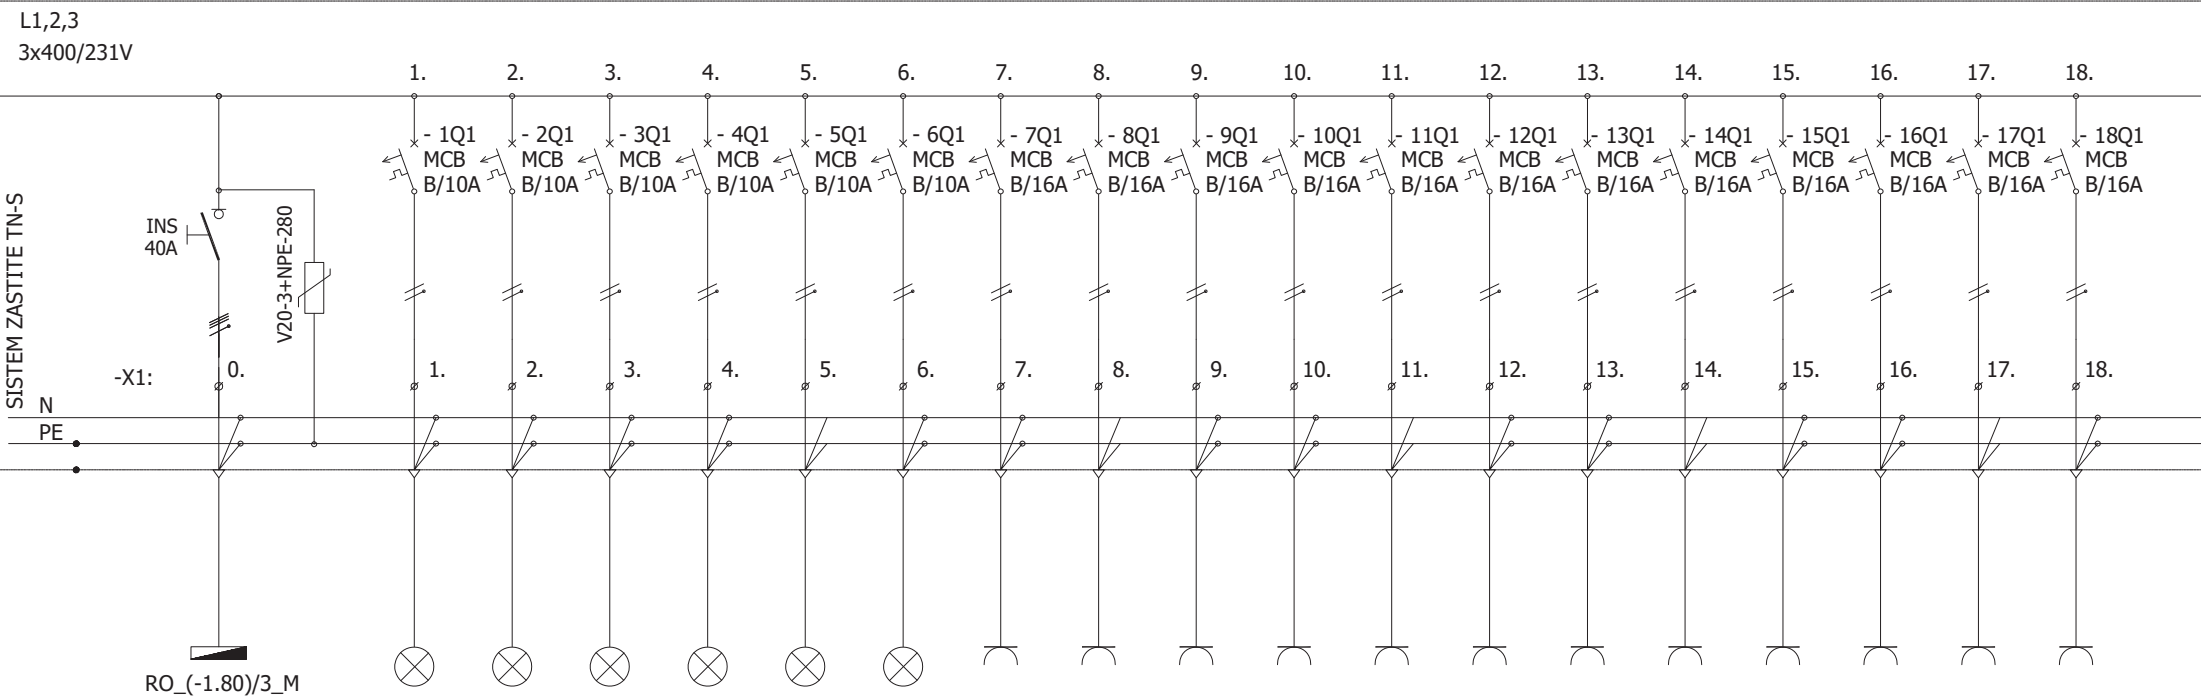 L1,2,3
3x400/231V
1. 2. 3. 4. 5. 6. 7. 8. 9. 10. 11. 12. 13. 14. 15. 16. 17. 18.
- 1Q1 - 2Q1 - 3Q1 - 4Q1 - 5Q1 - 6Q1 - 7Q1 - 8Q1 - 9Q1 - 10Q1 - 11Q1 - 12Q1 - 13Q1 - 14Q1 - 15Q1 - 16Q1 - 17Q1 - 18Q1
MCB MCB MCB MCB MCB MCB MCB MCB MCB MCB MCB MCB MCB MCB MCB MCB MCB MCB
B/10A B/10A B/10A B/10A B/10A B/10A B/16A B/16A B/16A B/16A B/16A B/16A B/16A B/16A B/16A B/16A B/16A B/16A
SISTEM ZASTITE TN-S
INS
40A
V20-3+NPE-280
-X1: 0. 1. 2. 3. 4. 5. 6. 7. 8. 9. 10. 11. 12. 13. 14. 15. 16. 17. 18.
N
PE
RO_(-1.80)/3_M